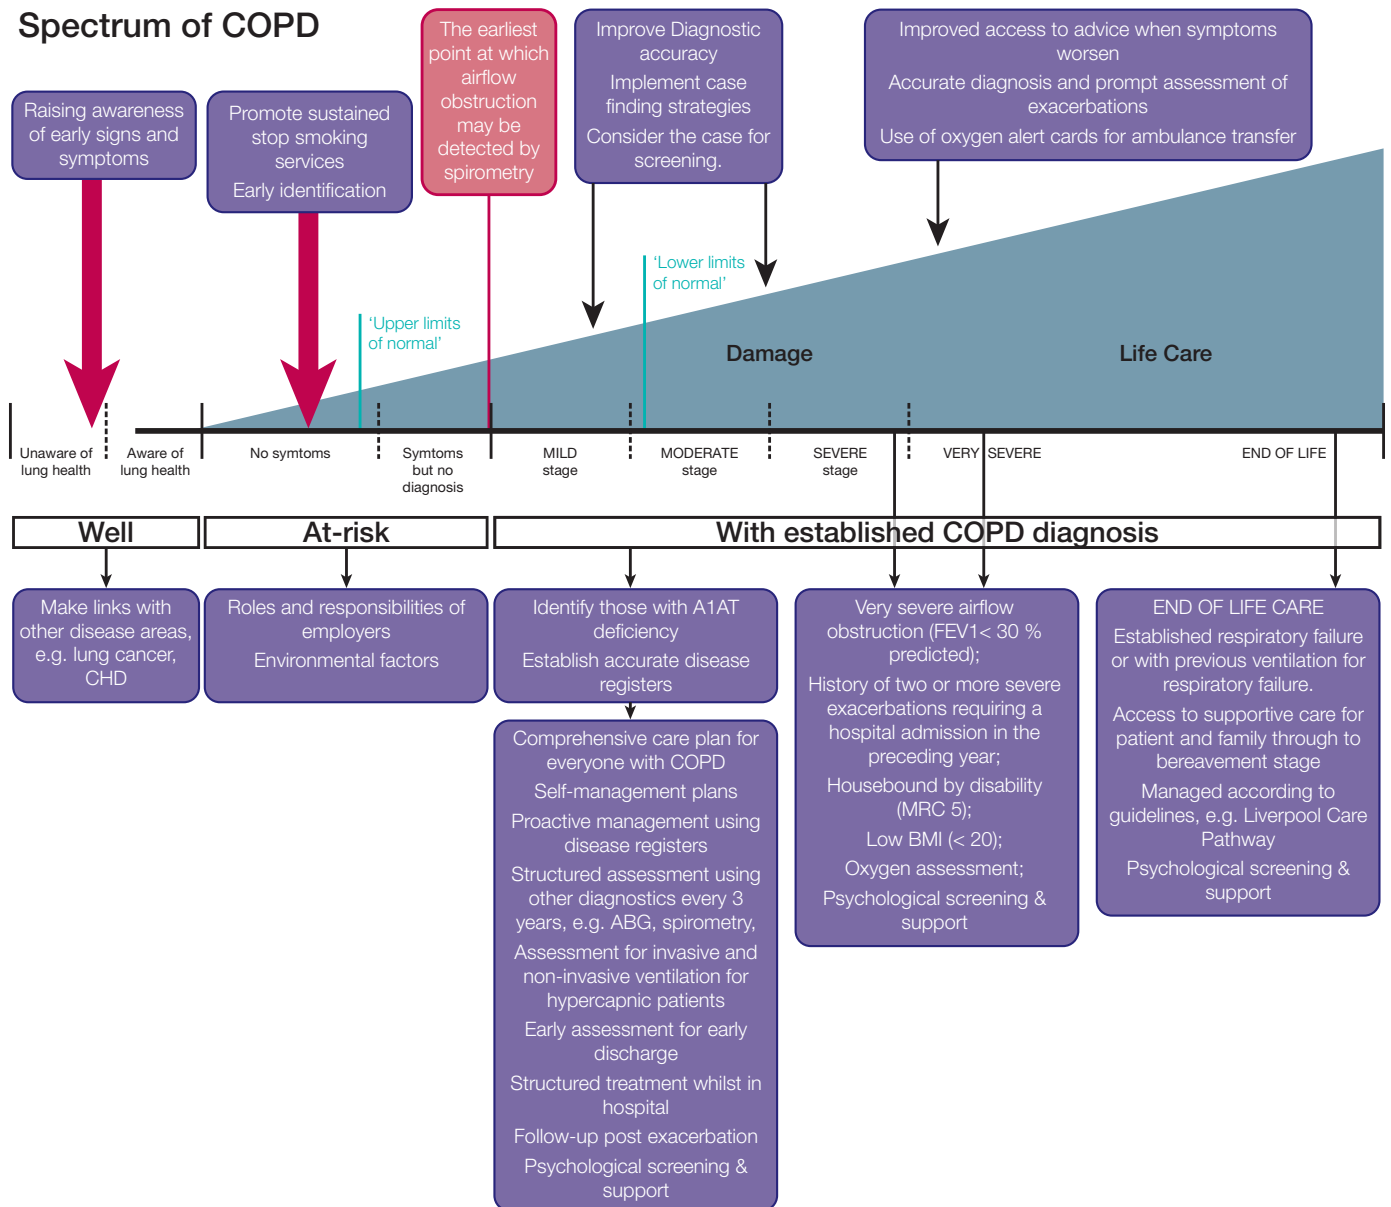 Spectrum of COPD
Raising awareness
of early signs and
symptoms
Promote sustained
stop smoking
services
Early identification
The earliest
point at which
airflow
obstruction
may be
detected by
spirometry
Improve Diagnostic
accuracy
Implement case
finding strategies
Consider the case for
screening.
Improved access to advice when symptoms
worsen
Accurate diagnosis and prompt assessment of
exacerbations
Use of oxygen alert cards for ambulance transfer
'Upper limits
of normal'
'Lower limits
of normal'
Damage
Life Care
Unaware of
lung health
Aware of
lung health
No symtoms
Symtoms
but no
diagnosis
MILD
stage
MODERATE
stage
SEVERE
stage
VERY SEVERE
END OF LIFE
Well
At-risk
With established COPD diagnosis
Make links with
other disease areas,
e.g. lung cancer,
CHD
Roles and responsibilities of
employers
Environmental factors
Identify those with A1AT
deficiency
Establish accurate disease
registers
Comprehensive care plan for
everyone with COPD
Self-management plans
Proactive management using
disease registers
Structured assessment using
other diagnostics every 3
years, e.g. ABG, spirometry,
Assessment for invasive and
non-invasive ventilation for
hypercapnic patients
Early assessment for early
discharge
Structured treatment whilst in
hospital
Follow-up post exacerbation
Psychological screening &
support
Very severe airflow
obstruction (FEV1< 30 %
predicted);
History of two or more severe
exacerbations requiring a
hospital admission in the
preceding year;
Housebound by disability
(MRC 5);
Low BMI (< 20);
Oxygen assessment;
Psychological screening &
support
END OF LIFE CARE
Established respiratory failure
or with previous ventilation for
respiratory failure.
Access to supportive care for
patient and family through to
bereavement stage
Managed according to
guidelines, e.g. Liverpool Care
Pathway
Psychological screening &
support